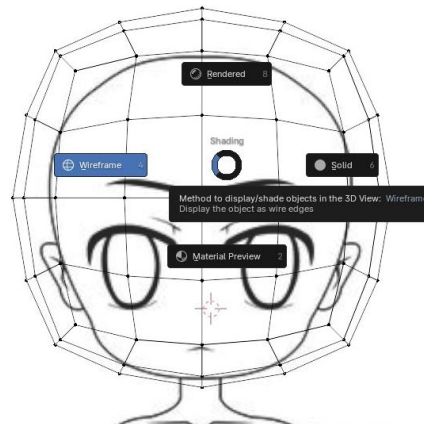 Rendered 8
Shading
Wireframe 4
Solid 6
Method to display/shade objects in the 3D View: Wireframe
Display the object as wire edges
Material Preview 2